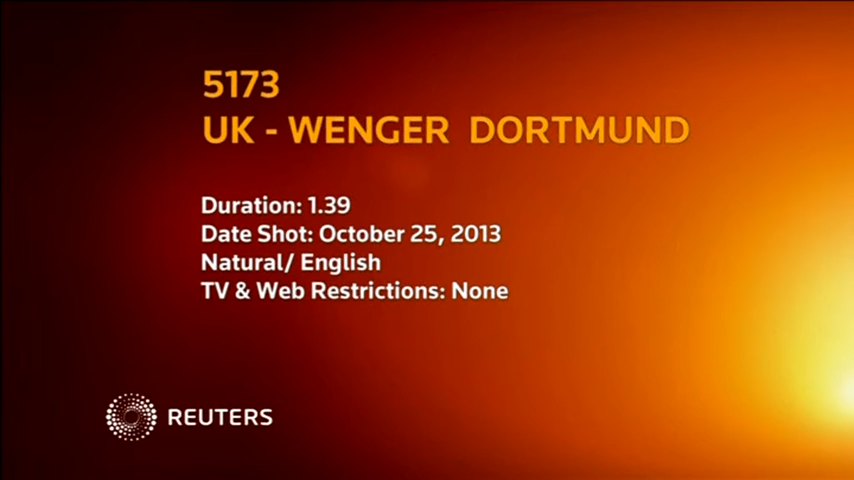 5173
UK - WENGER  DORTMUND
Duration: 1.39
Date Shot: October 25, 2013
Natural/ English
TV & Web Restrictions: None
REUTERS